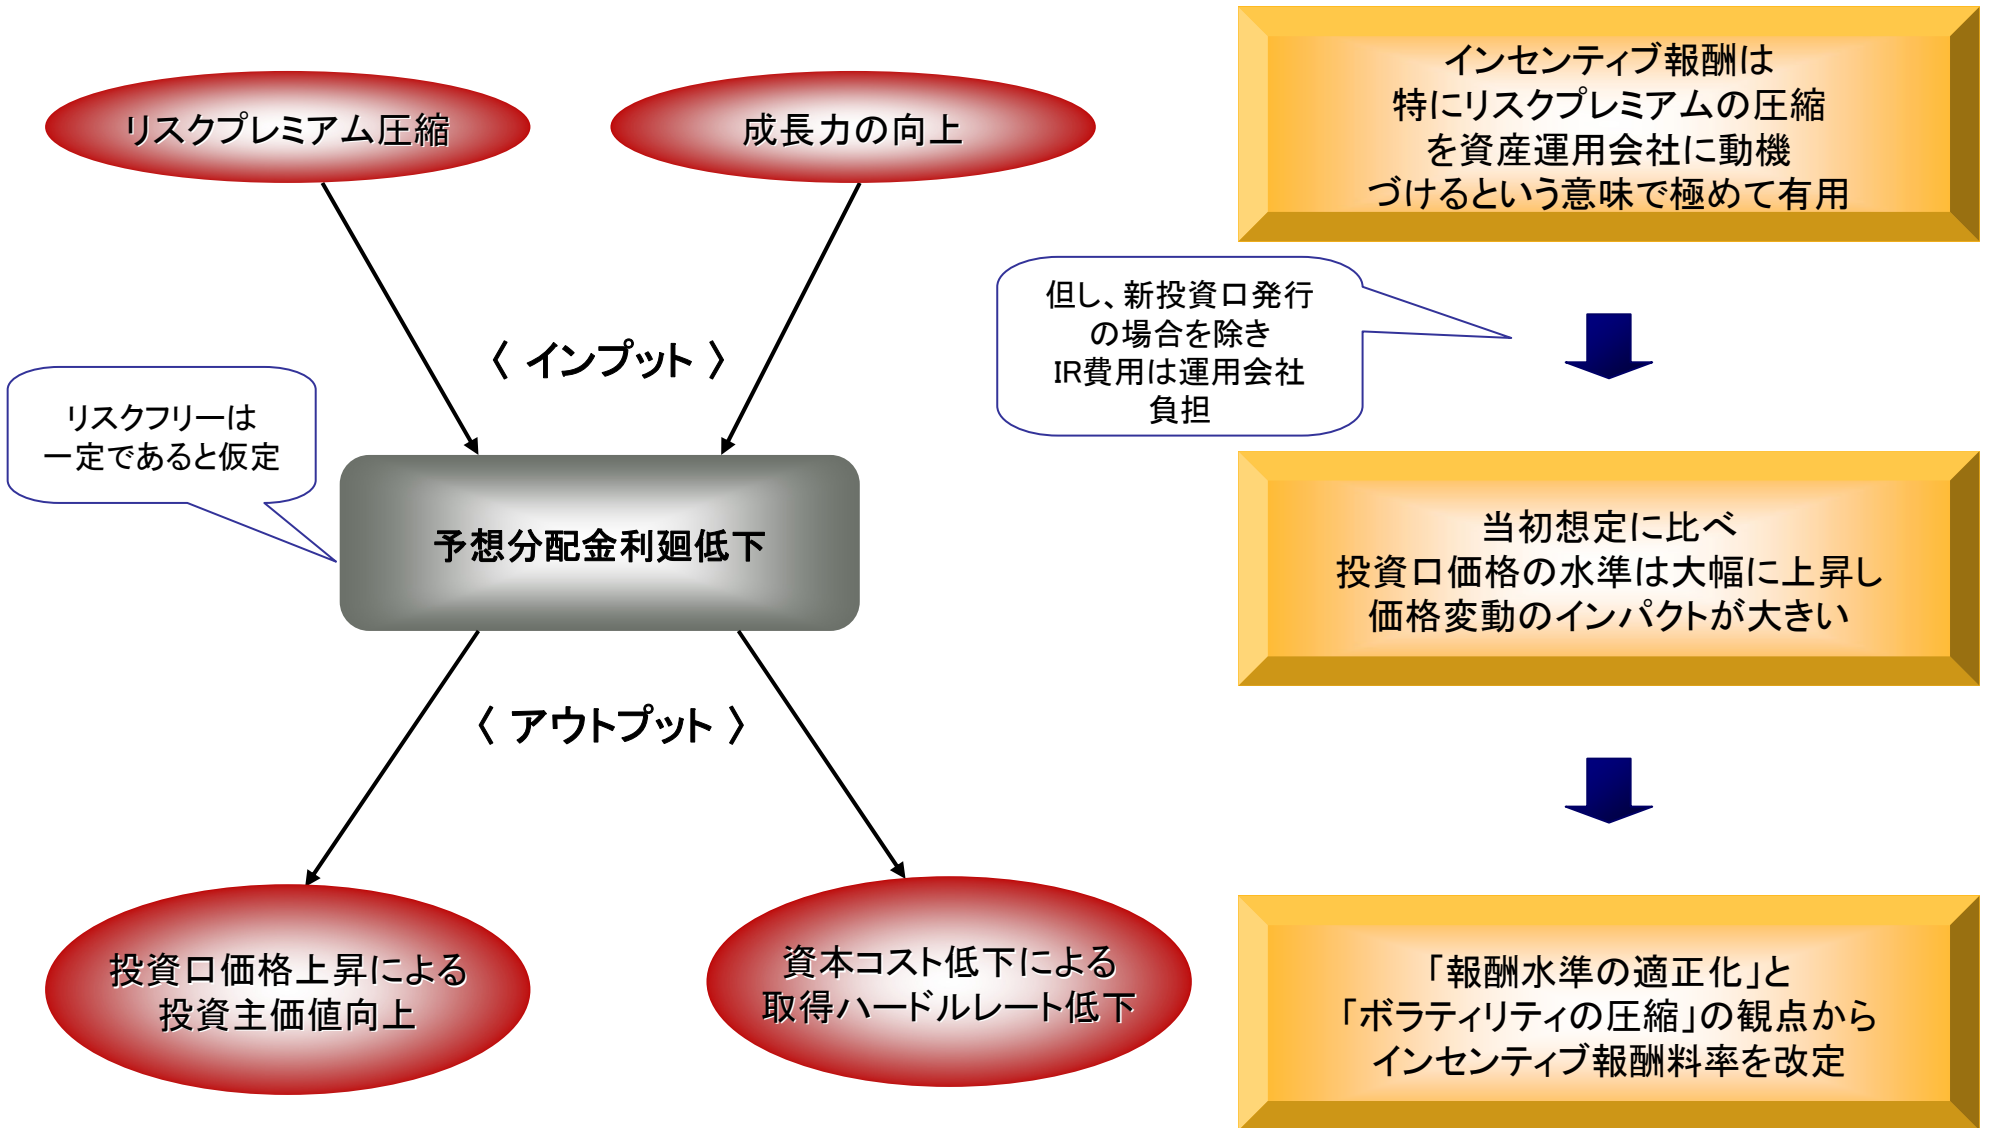 リスクプレミアム圧縮
成長力の向上
〈 インプット 〉
リスクフリーは
一定であると仮定
予想分配金利廻低下
〈 アウトプット 〉
投資口価格上昇による
投資主価値向上
資本コスト低下による
取得ハードルレート低下
インセンティブ報酬は
特にリスクプレミアムの圧縮
を資産運用会社に動機
づけるという意味で極めて有用
但し、新投資口発行
の場合を除き
IR費用は運用会社
負担
当初想定に比べ
投資口価格の水準は大幅に上昇し
価格変動のインパクトが大きい
「報酬水準の適正化」と
「ボラティリティの圧縮」の観点から
インセンティブ報酬料率を改定